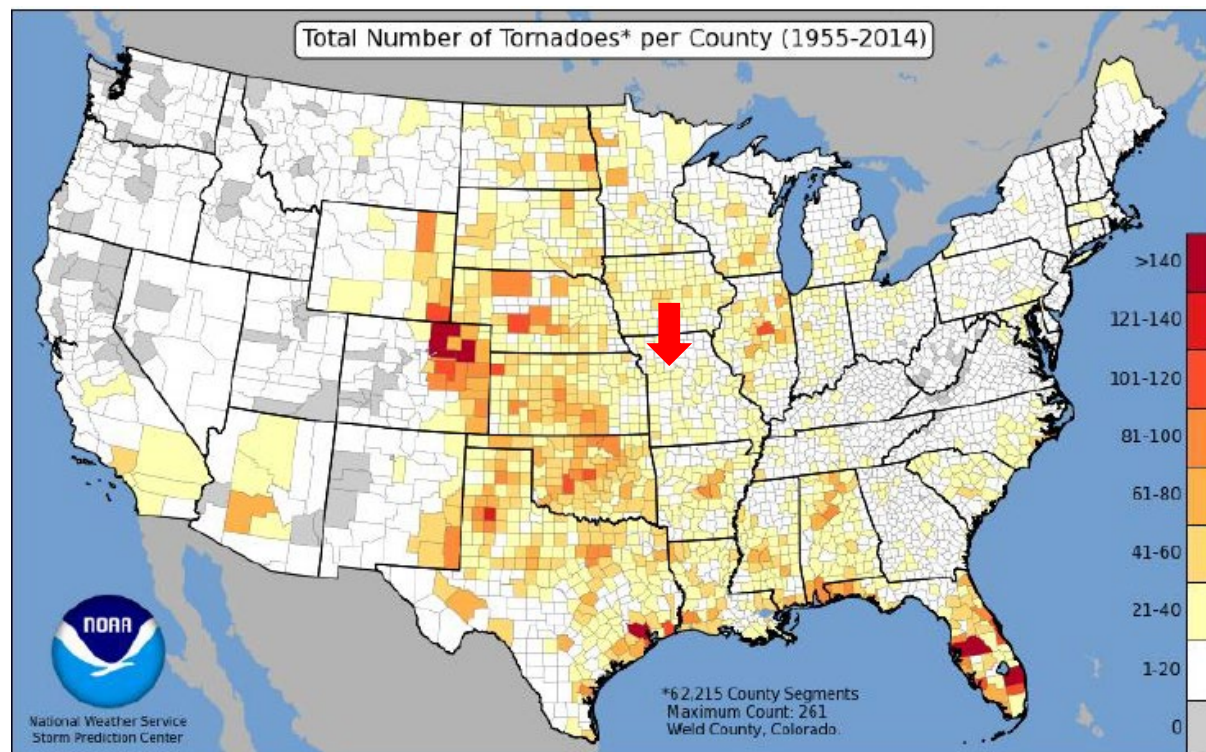 Total Number of Tornadoes* per County (1955-2014)
>140
121-140
101-120
81-100
61-80
41-60
21-40
1-20
0
NOAA
National Weather Service
Storm Prediction Center
*62,215 County Segments
Maximum Count: 261
Weld County, Colorado.